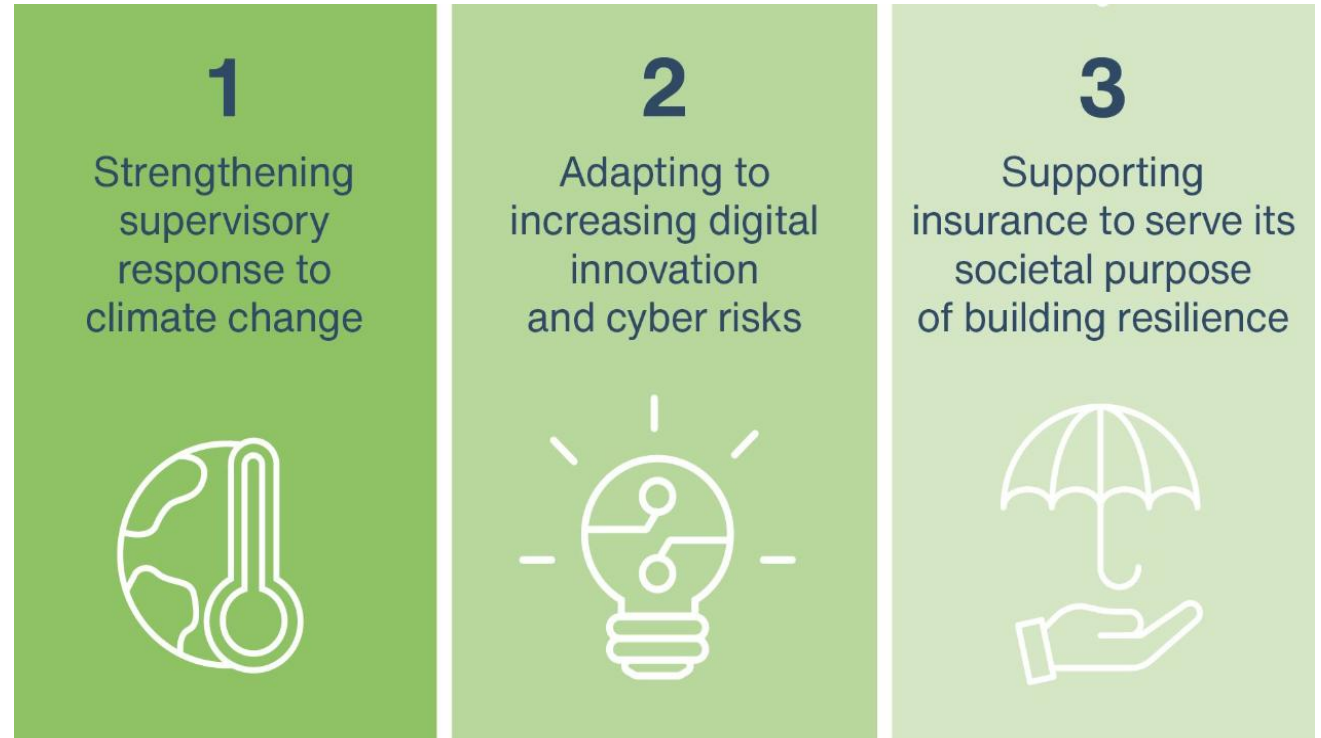 1
Strengthening
supervisory
response to
climate change
2
Adapting to
increasing digital
innovation
and cyber risks
3
Supporting
insurance to serve its
societal purpose
of building resilience